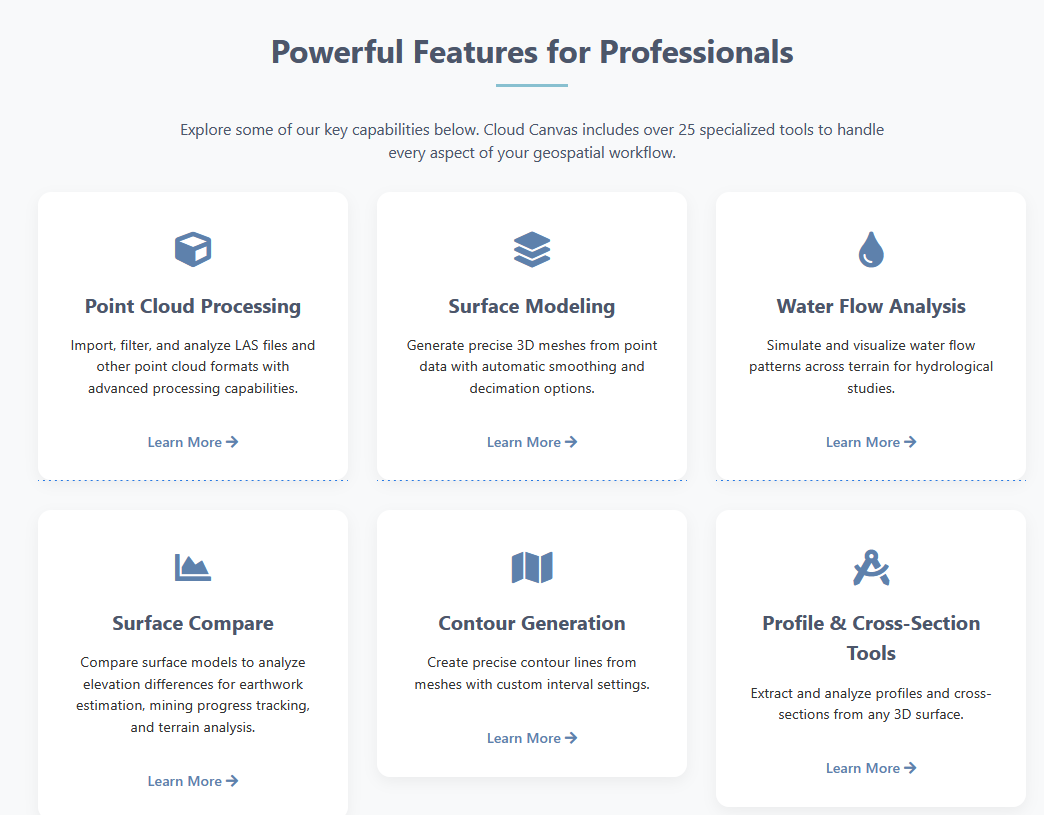 Powerful Features for Professionals
Explore some of our key capabilities below. Cloud Canvas includes over 25 specialized tools to handle
every aspect of your geospatial workflow.
Point Cloud Processing
Import, filter, and analyze LAS files and
other point cloud formats with
advanced processing capabilities.
Learn More
Surface Modeling
Generate precise 3D meshes from point
data with automatic smoothing and
decimation options.
Learn More
Water Flow Analysis
Simulate and visualize water flow
patterns across terrain for hydrological
studies.
Learn More
Surface Compare
Compare surface models to analyze
elevation differences for earthwork
estimation, mining progress tracking,
and terrain analysis.
Learn More
Contour Generation
Create precise contour lines from
meshes with custom interval settings.
Learn More
Profile & Cross-Section
Tools
Extract and analyze profiles and cross-
sections from any 3D surface.
Learn More